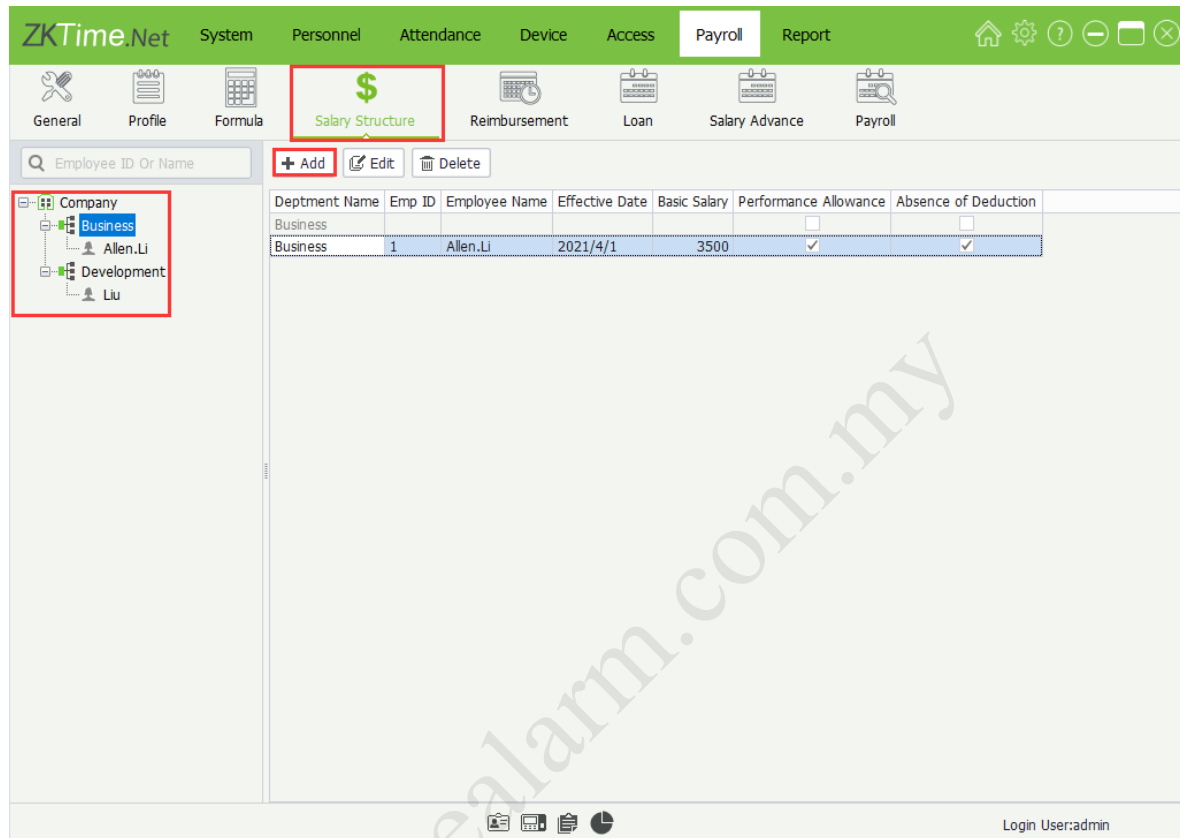 ZKTime.Net System Personnel Attendance Device Access Payroll Report
General Profile Formula Salary Structure Reimbursement Loan Salary Advance Payroll
Employee ID Or Name + Add Edit Delete
Company
Business
Allen.Li
Development
Liu
Deptment Name Emp ID Employee Name Effective Date Basic Salary Performance Allowance Absence of Deduction
Business
Business 1 Allen.Li 2021/4/1 3500
ealarm.com.my
Login User:admin